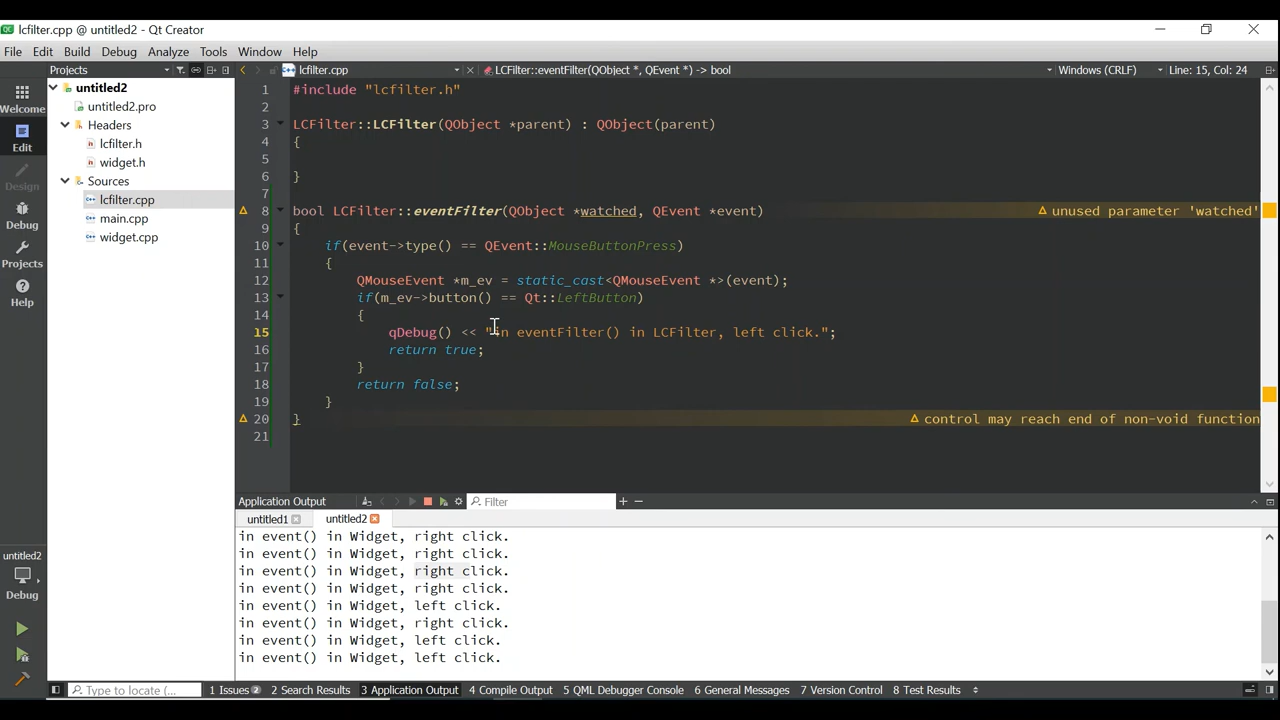 lcfilter.cpp @ untitled2 - Qt Creator
File Edit Build Debug Analyze Tools Window Help
Projects lcfilter.cpp LCFilter::eventFilter(QObject *, QEvent *) -> bool Windows (CRLF) Line: 15, Col: 24
Welcome
Edit
Design
Debug
Projects
Help
untitled2
Debug
untitled2
untitled2.pro
Headers
lcfilter.h
widget.h
Sources
lcfilter.cpp
main.cpp
widget.cpp
1 #include "lcfilter.h"
2
3 LCFilter::LCFilter(QObject *parent) : QObject(parent)
4 {
5
6 }
7
8 bool LCFilter::eventFilter(QObject *watched, QEvent *event) unused parameter 'watched'
9 {
10 if(event->type() == QEvent::MouseButtonPress)
11 {
12 QMouseEvent *m_ev = static_cast<QMouseEvent *>(event);
13 if(m_ev->button() == Qt::LeftButton)
14 {
15 qDebug() << "in eventFilter() in LCFilter, left click.";
16 return true;
17 }
18 return false;
19 }
20 } control may reach end of non-void function
21
Application Output Filter
untitled1 untitled2
in event() in Widget, right click.
in event() in Widget, right click.
in event() in Widget, right click.
in event() in Widget, right click.
in event() in Widget, left click.
in event() in Widget, right click.
in event() in Widget, left click.
in event() in Widget, left click.
Type to locate (... 1 Issues 2 2 Search Results 3 Application Output 4 Compile Output 5 QML Debugger Console 6 General Messages 7 Version Control 8 Test Results